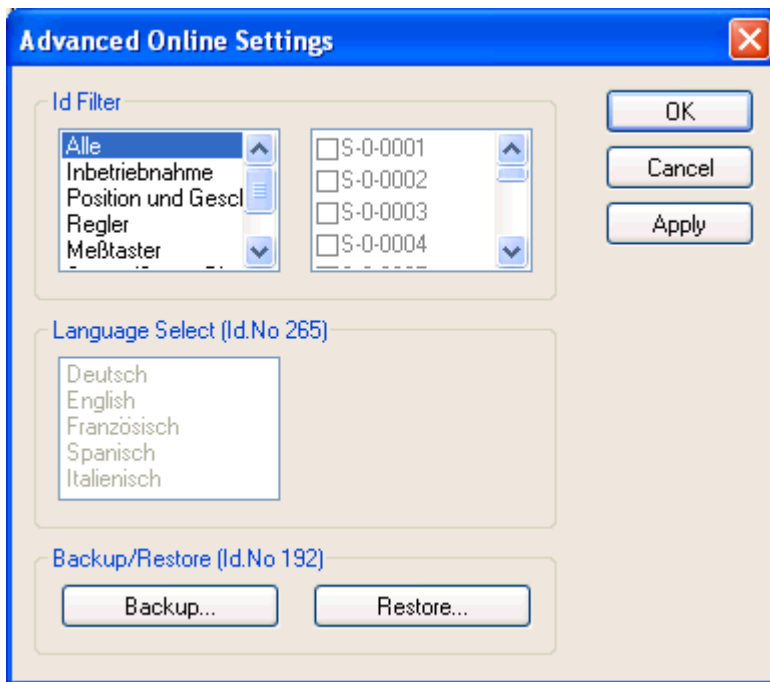 Advanced Online Settings
Id Filter
Alle
Inbetriebnahme
Position und Gescl
Regler
Meßtaster
S-0-0001
S-0-0002
S-0-0003
S-0-0004
OK
Cancel
Apply
Language Select (Id.No 265)
Deutsch
English
Französisch
Spanisch
Italienisch
Backup/Restore (Id.No 192)
Backup...
Restore...